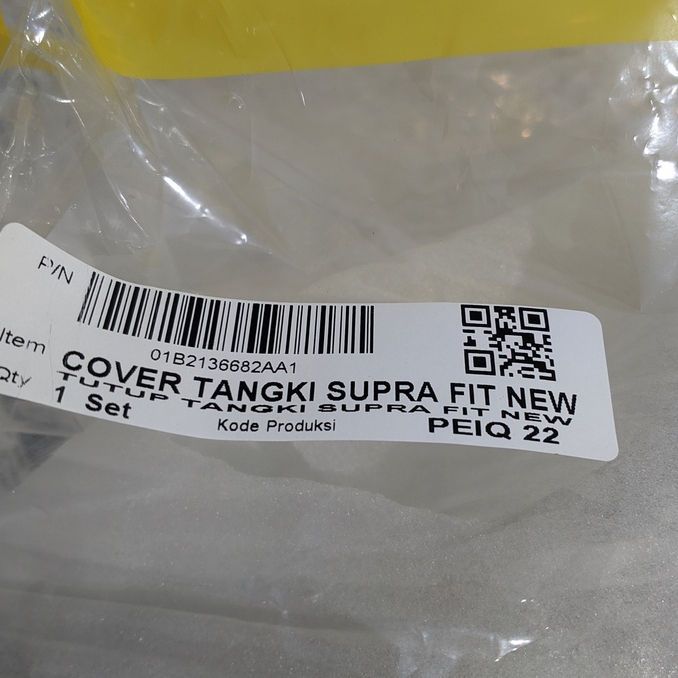 P/N
01B2136682AA1
Item COVER TANGKI SUPRA FIT NEW
TUTUP TANGKI SUPRA FIT NEW
Qty 1 Set Kode Produksi PEIQ 22